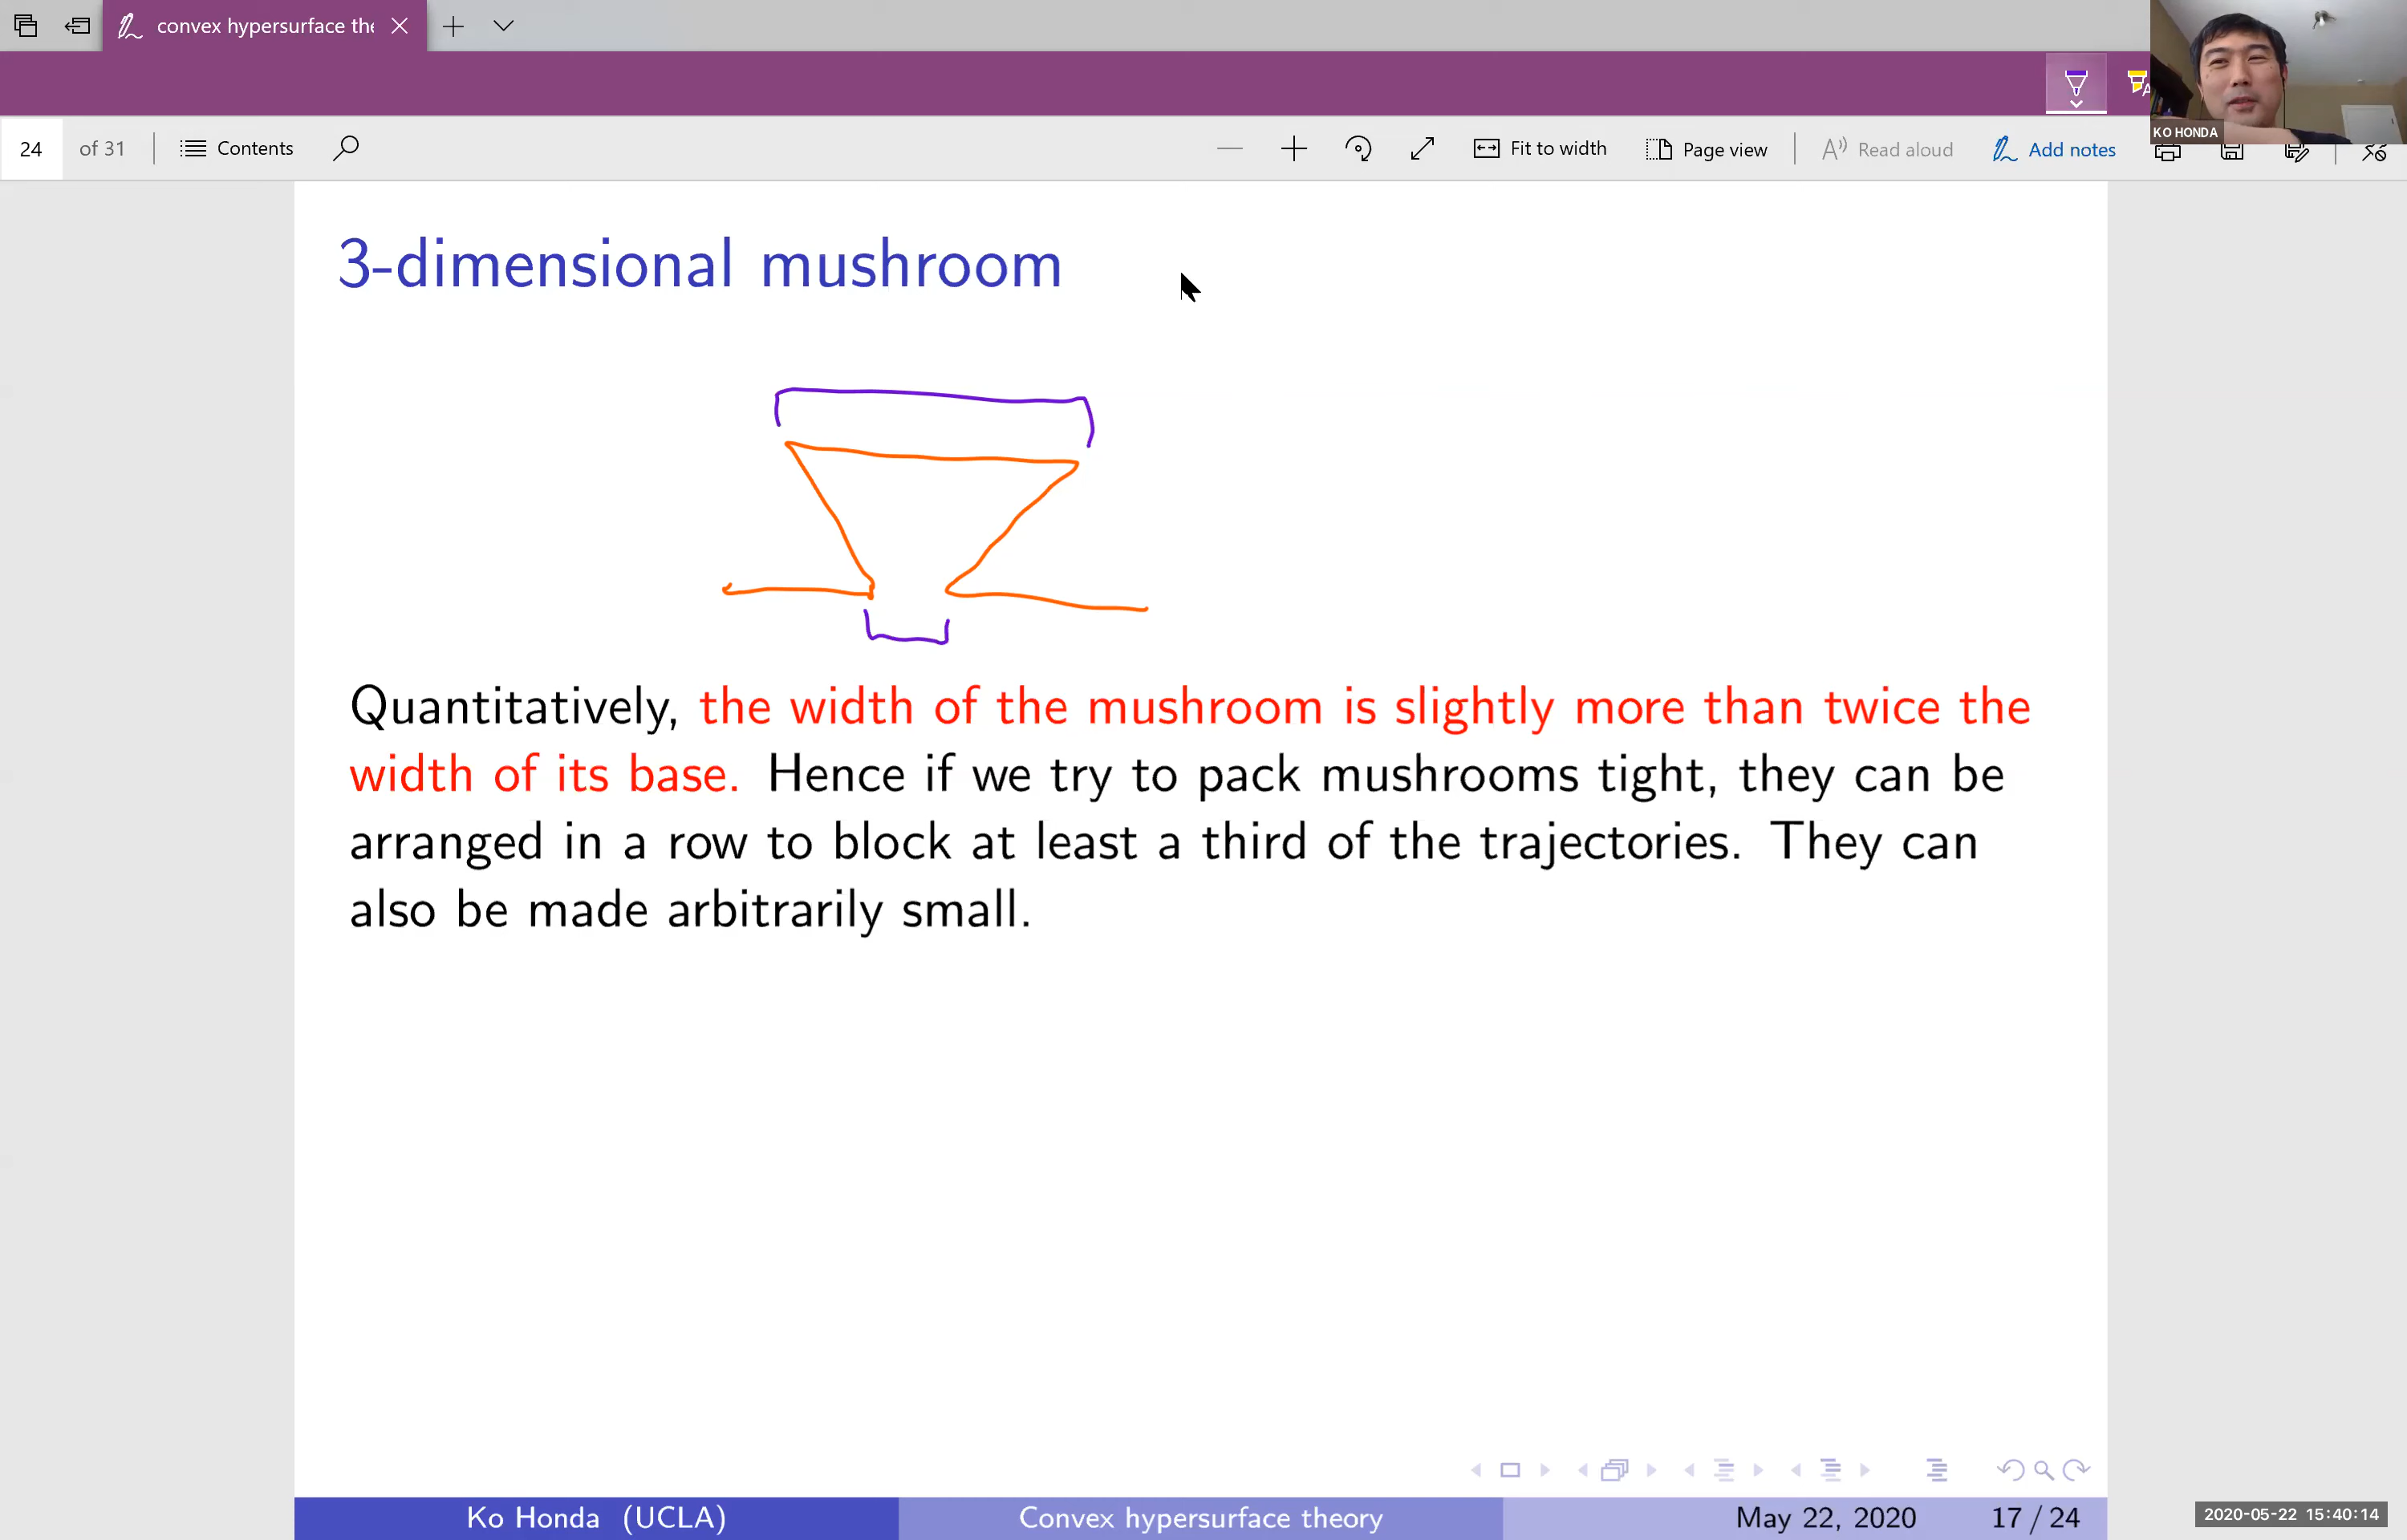 convex hypersurface the
24 of 31 Contents Fit to width Page view Read aloud Add notes
KO HONDA
3-dimensional mushroom
Quantitatively, the width of the mushroom is slightly more than twice the
width of its base. Hence if we try to pack mushrooms tight, they can be
arranged in a row to block at least a third of the trajectories. They can
also be made arbitrarily small.
Ko Honda (UCLA) Convex hypersurface theory May 22, 2020 17 / 24
2020-05-22 15:40:14